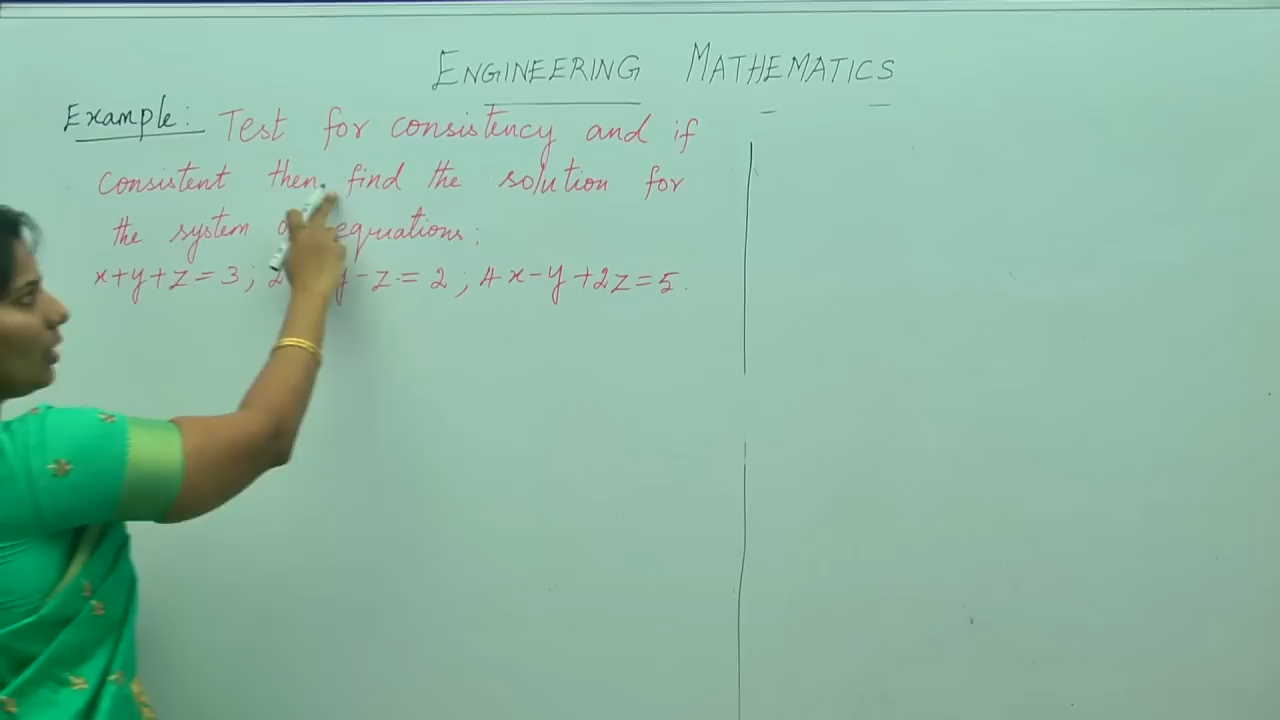 ENGINEERING MATHEMATICS
Example: Test for consistency and if
consistent then find the solution for
the system equations:
x+y+z=3; 2 y-z=2; 4x-y+2z=5.